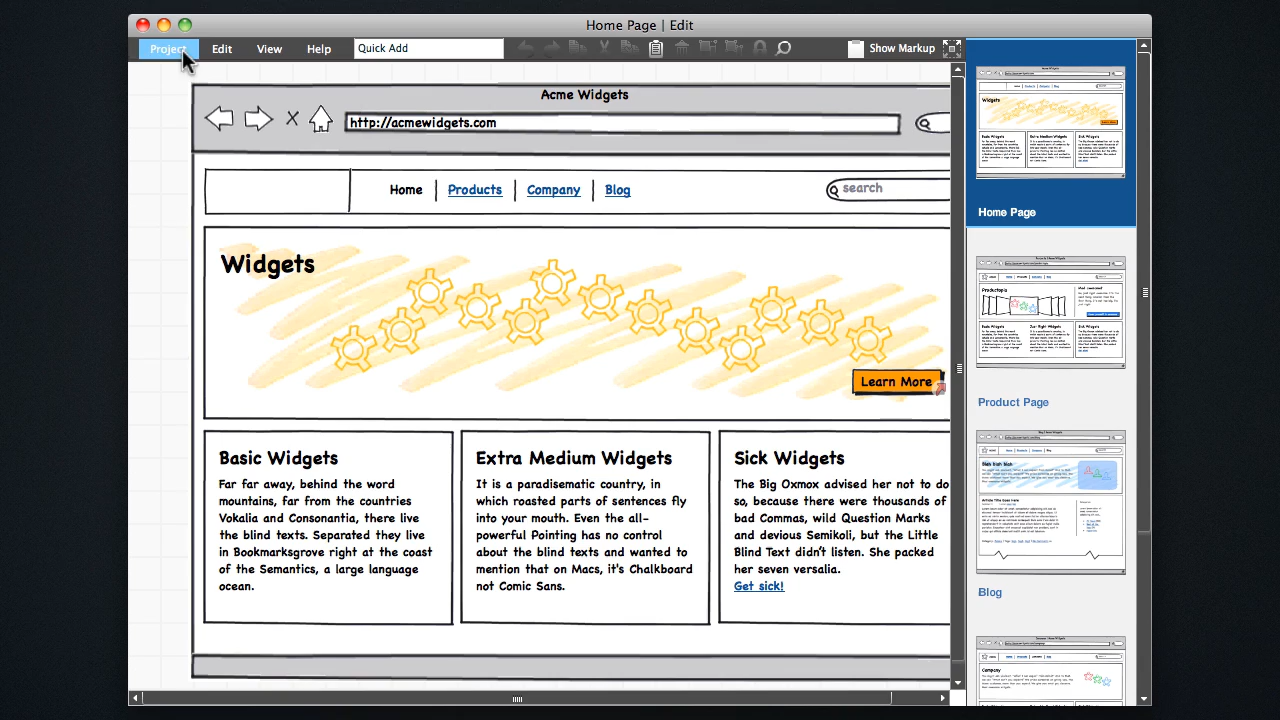 Home Page | Edit
Project Edit View Help Quick Add Show Markup
Acme Widgets
http://acmewidgets.com
Home Products Company Blog search
Widgets
Learn More
Basic Widgets
Far far away, behind the word
mountains, far from the countries
Vokalia and Consonantia, there live
the blind texts. Separated they live
in Bookmarksgrove right at the coast
of the Semantics, a large language
ocean.
Extra Medium Widgets
It is a paradisematic country, in
which roasted parts of sentences fly
into your mouth. Even the all-
powerful Pointing has no control
about the blind texts and wanted to
mention that on Macs, it's Chalkboard
not Comic Sans.
Sick Widgets
The Big Oxmox advised her not to do
so, because there were thousands of
bad Commas, wild Question Marks
and devious Semikoli, but the Little
Blind Text didn't listen. She packed
her seven versalia.
Get sick!
Widgets
Home Page
Productopia
Product Page
Blog
Company